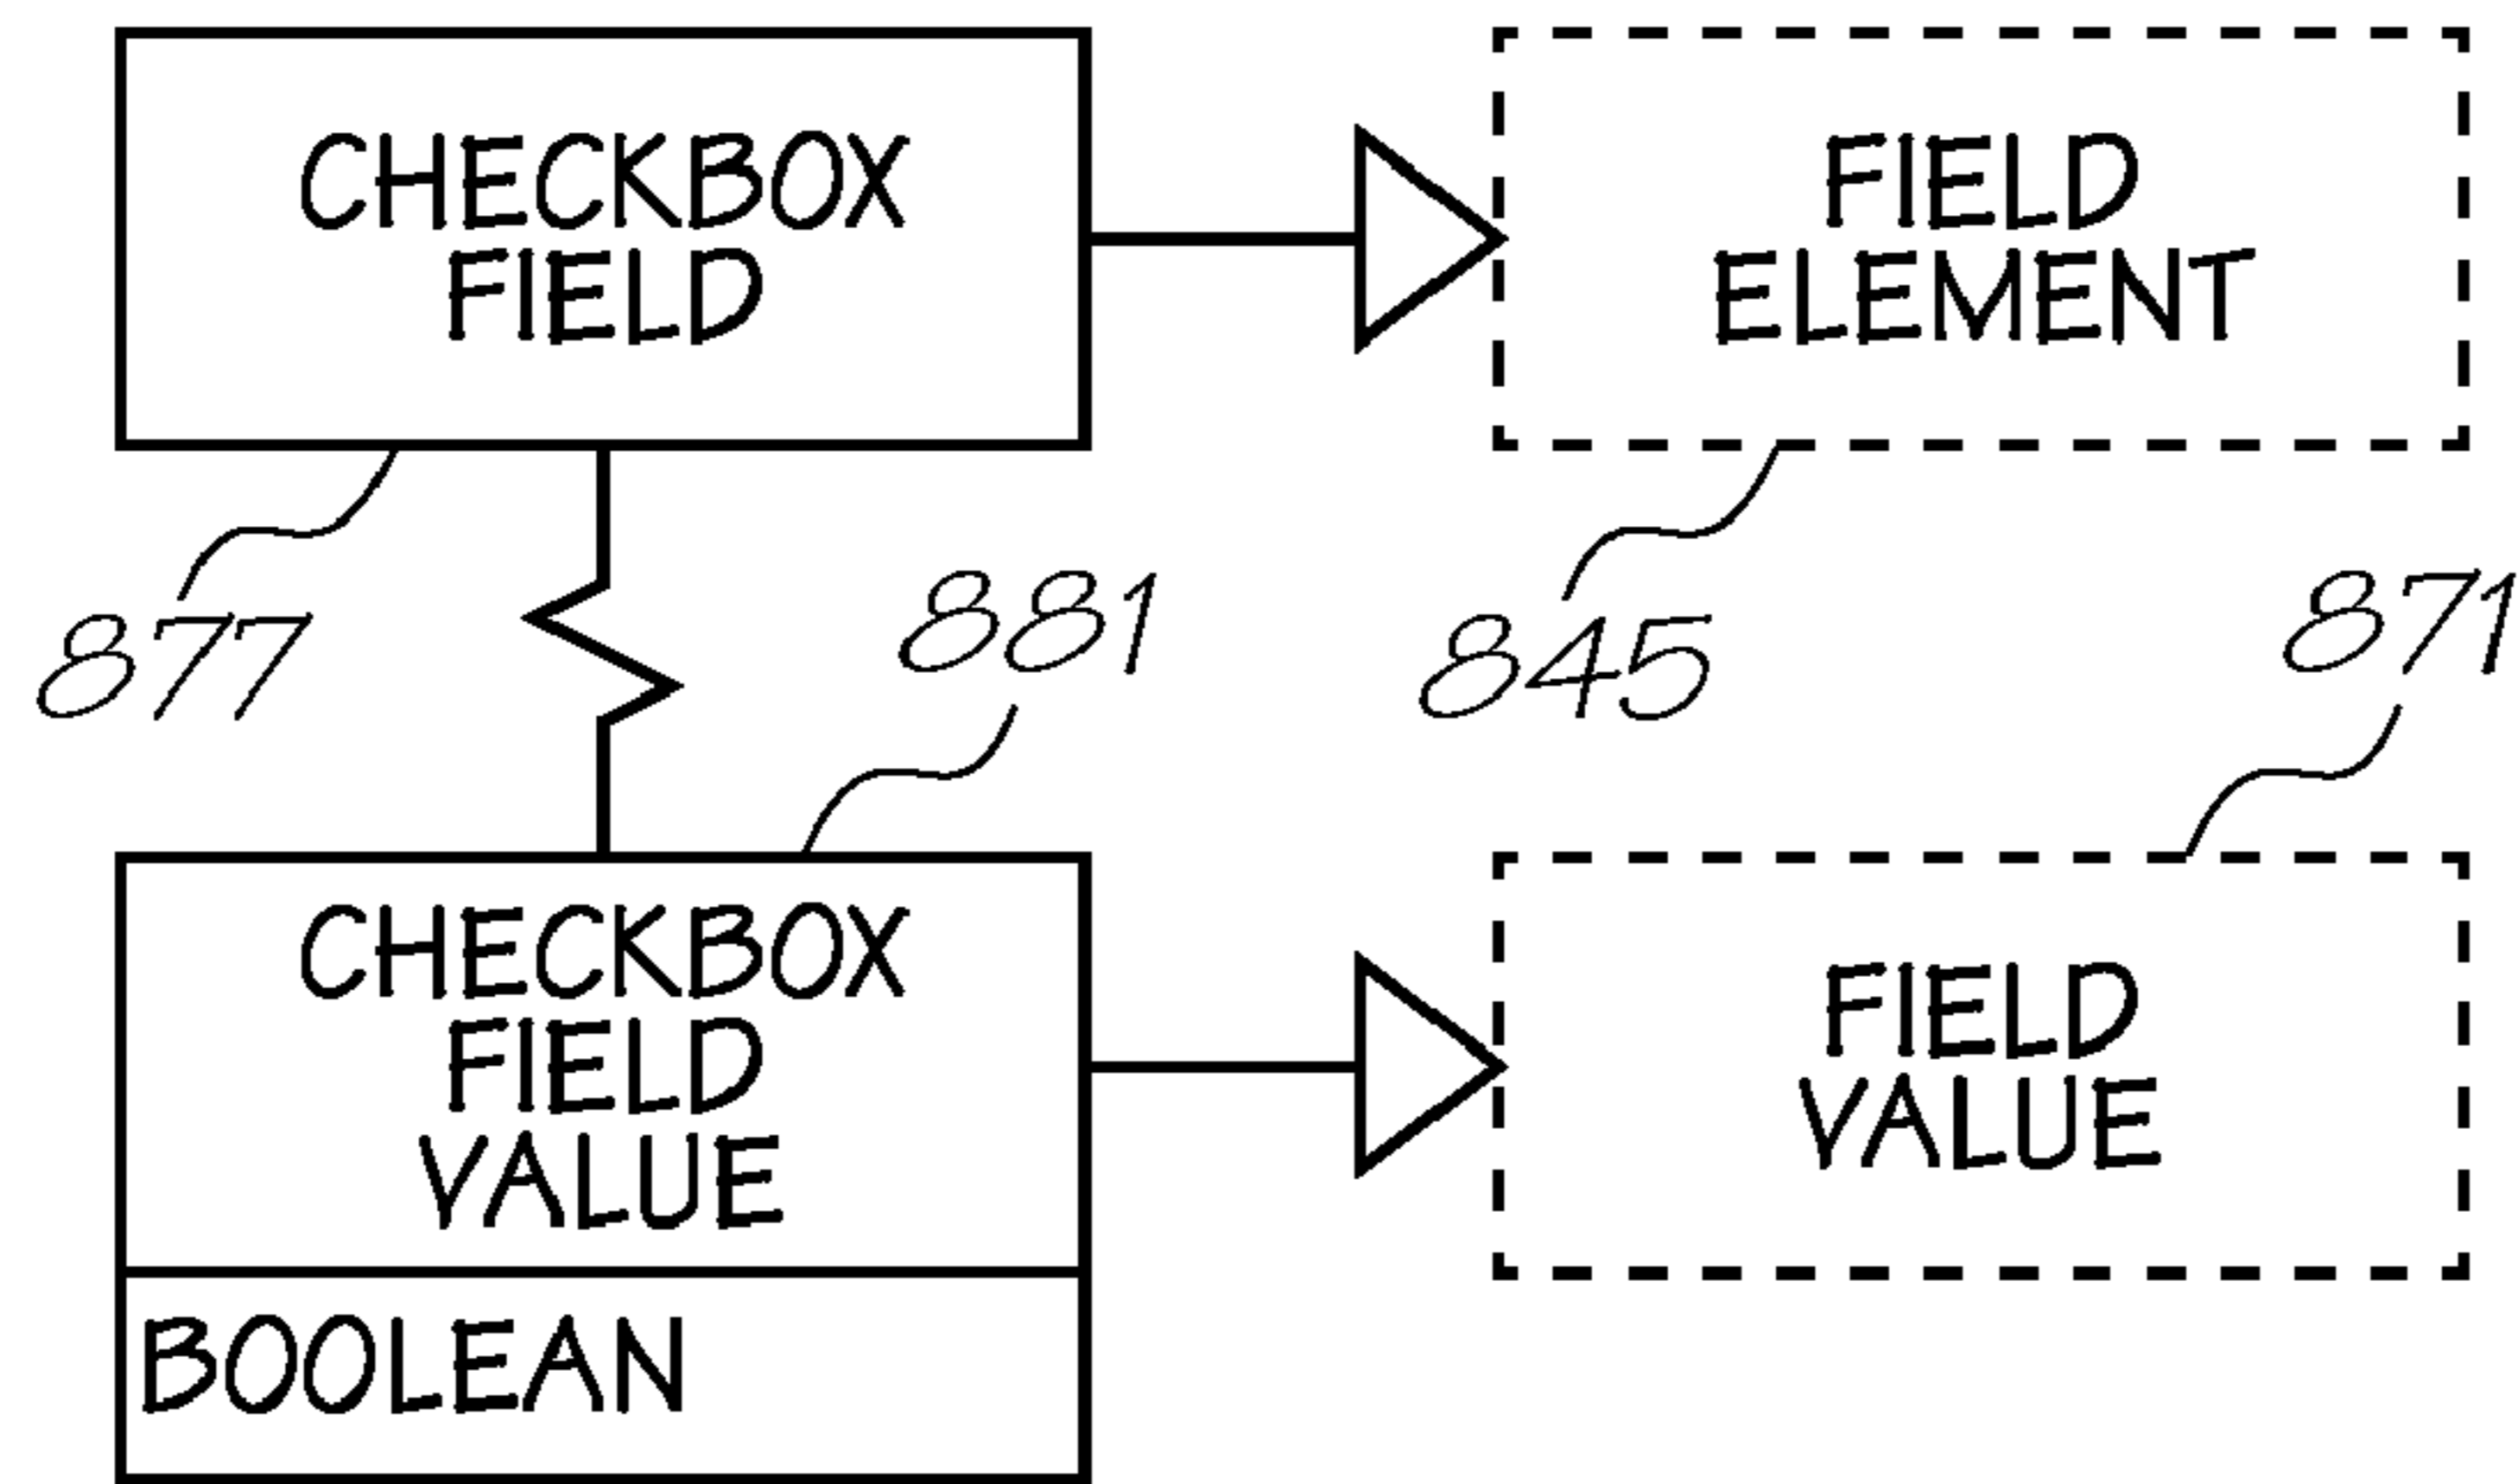 CHECKBOX
FIELD
FIELD
ELEMENT
877
881
845
871
CHECKBOX
FIELD
VALUE
BOOLEAN
FIELD
VALUE